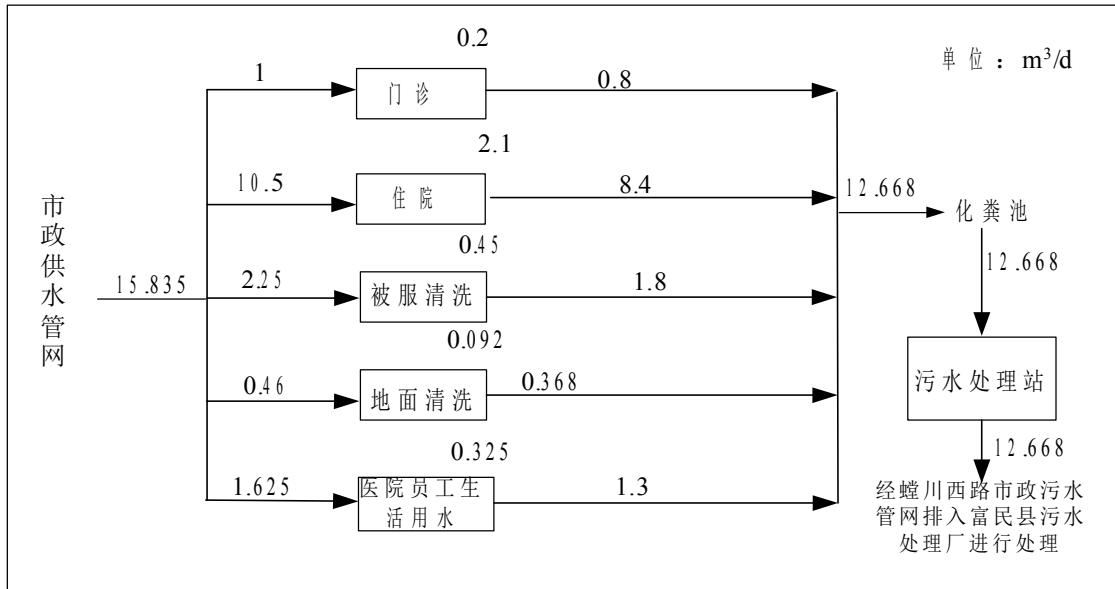 0.2
单位：m³/d
1
门诊
0.8
2.1
10.5
住院
8.4
12.668
化粪池
市政供水管网
15.835
0.45
2.25
被服清洗
1.8
12.668
0.092
0.46
地面清洗
0.368
污水处理站
0.325
12.668
1.625
医院员工生
活用水
1.3
经螳川西路市政污水
管网排入富民县污水
处理厂进行处理